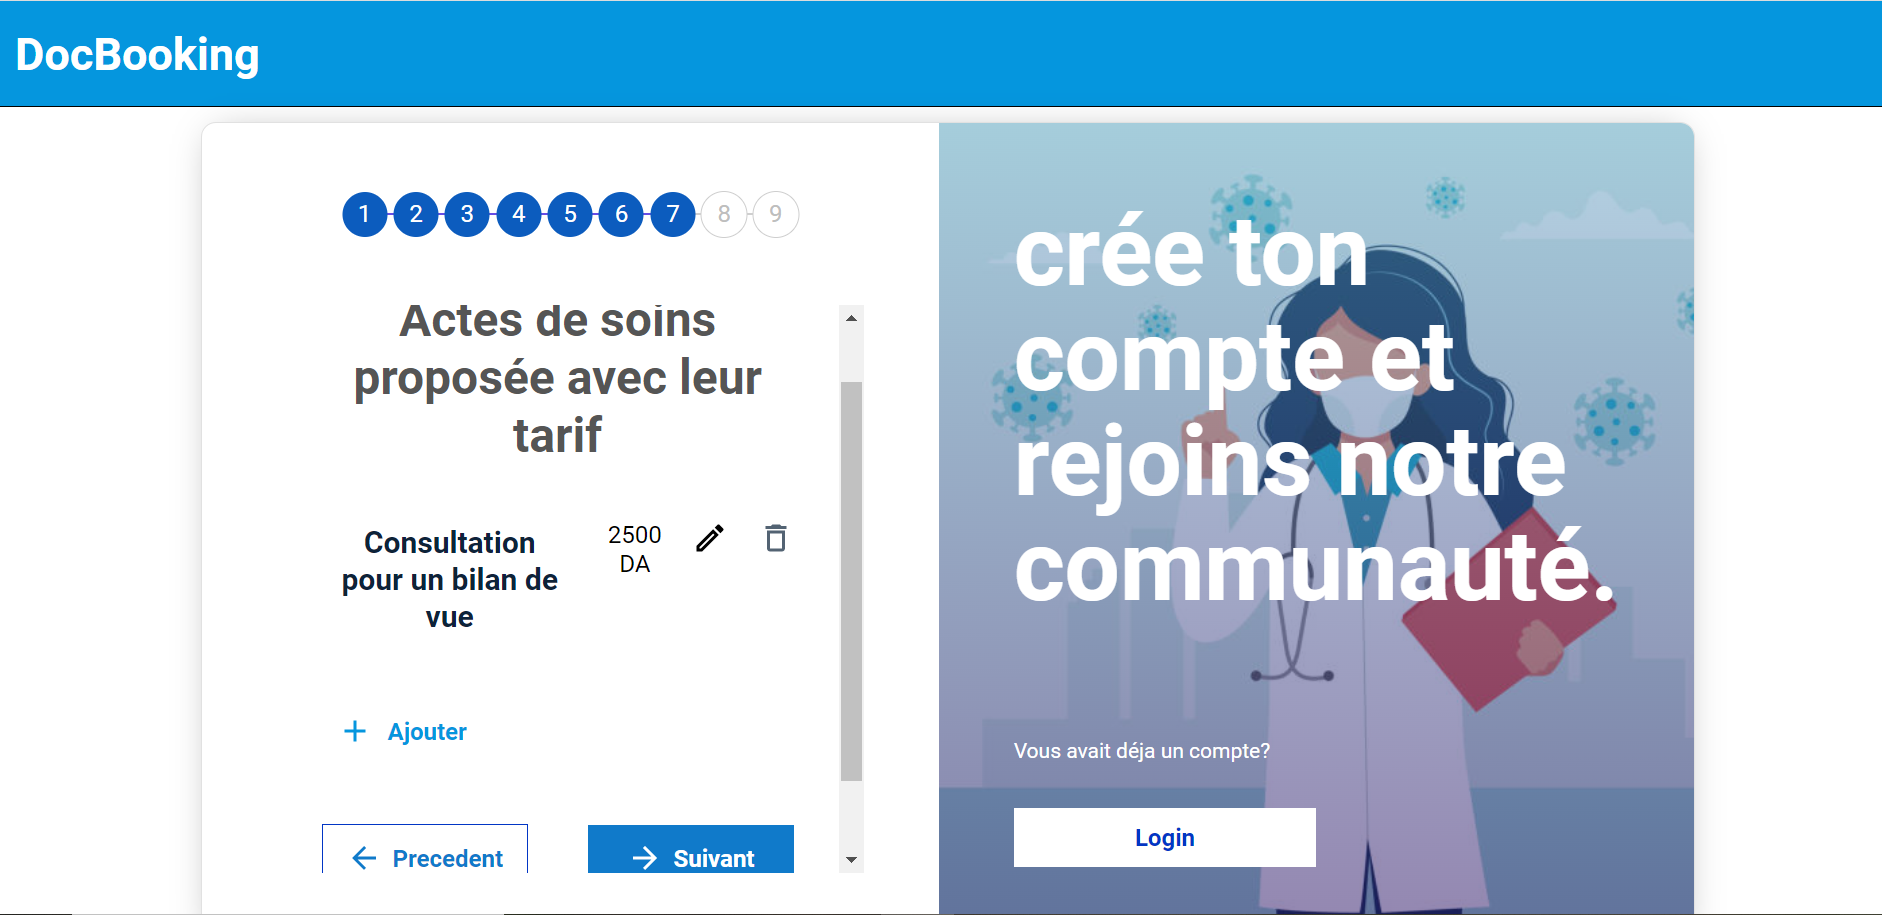 DocBooking
1 2 3 4 5 6 7 8 9
Actes de soins
proposée avec leur
tarif
Consultation
pour un bilan de
vue
2500
DA
Ajouter
Precedent
Suivant
crée ton
compte et
rejoins notre
communauté.
Vous avait déja un compte?
Login